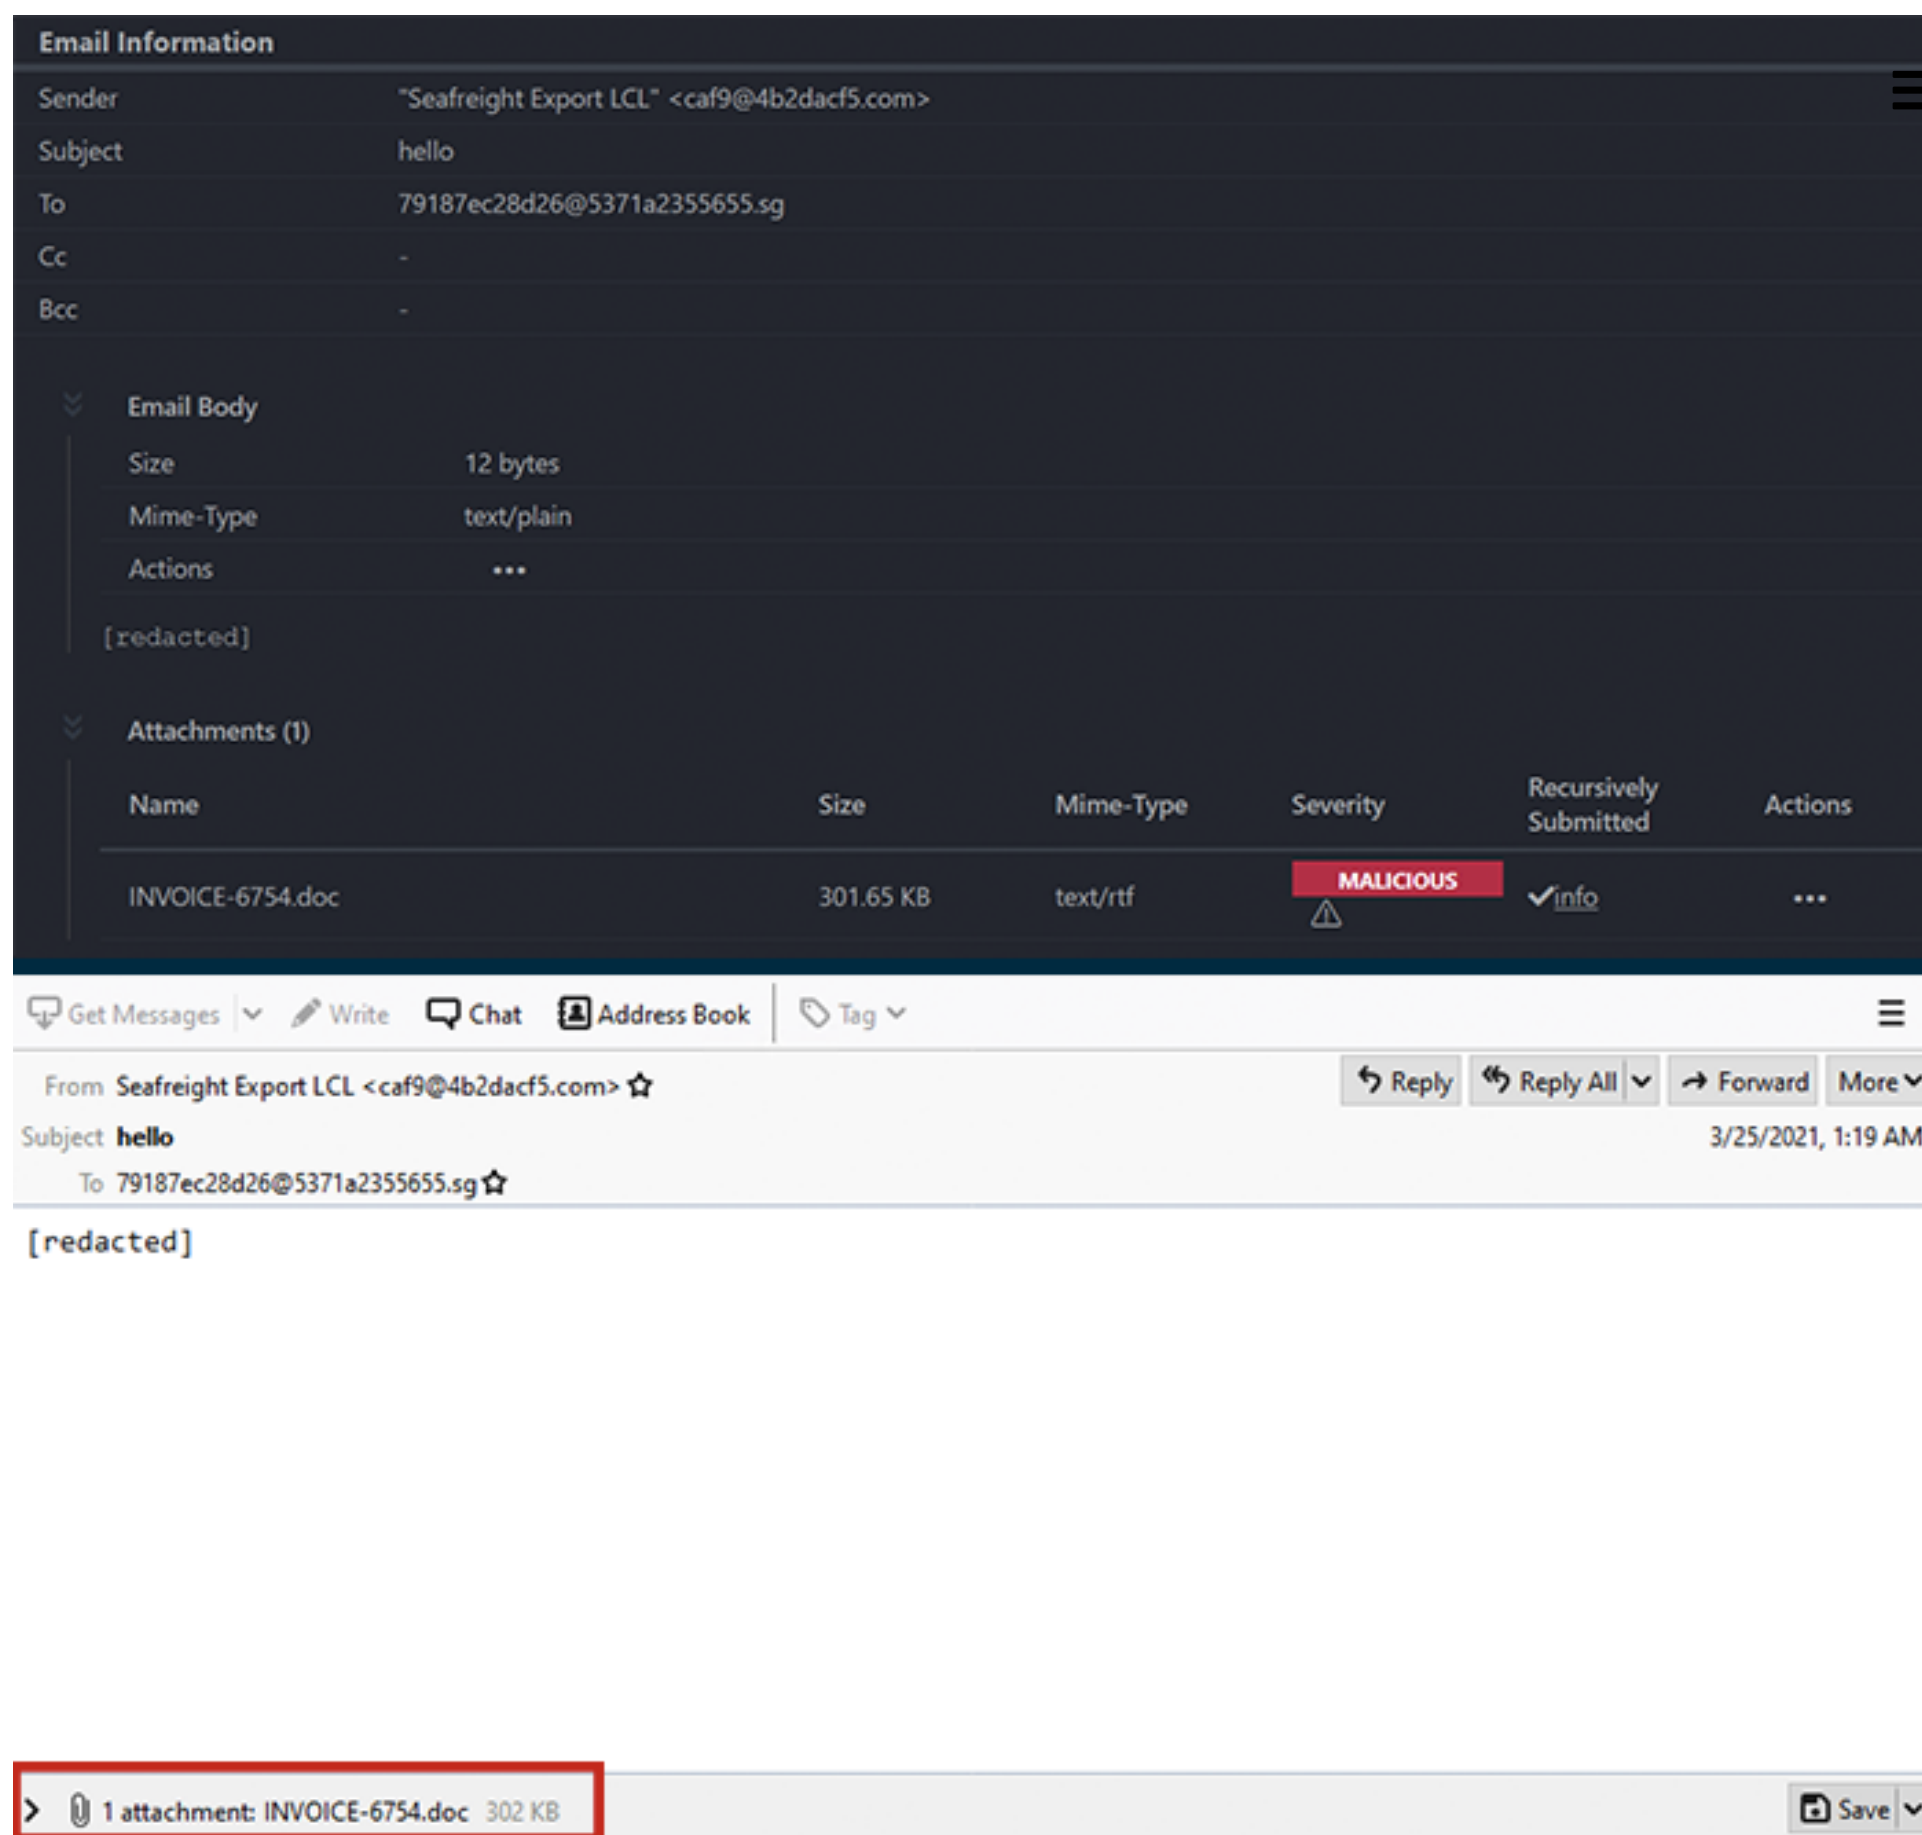 Email Information
Sender "Seafreight Export LCL" <caf9@4b2dacf5.com>
Subject hello
To 79187ec28d26@5371a2355655.sg
Cc -
Bcc -
Email Body
Size 12 bytes
Mime-Type text/plain
Actions •••
[redacted]
Attachments (1)
Name Size Mime-Type Severity Recursively Submitted Actions
INVOICE-6754.doc 301.65 KB text/rtf MALICIOUS info •••
Get Messages Write Chat Address Book Tag
From Seafreight Export LCL <caf9@4b2dacf5.com> Reply Reply All Forward More
Subject hello 3/25/2021, 1:19 AM
To 79187ec28d26@5371a2355655.sg
[redacted]
1 attachment: INVOICE-6754.doc 302 KB Save